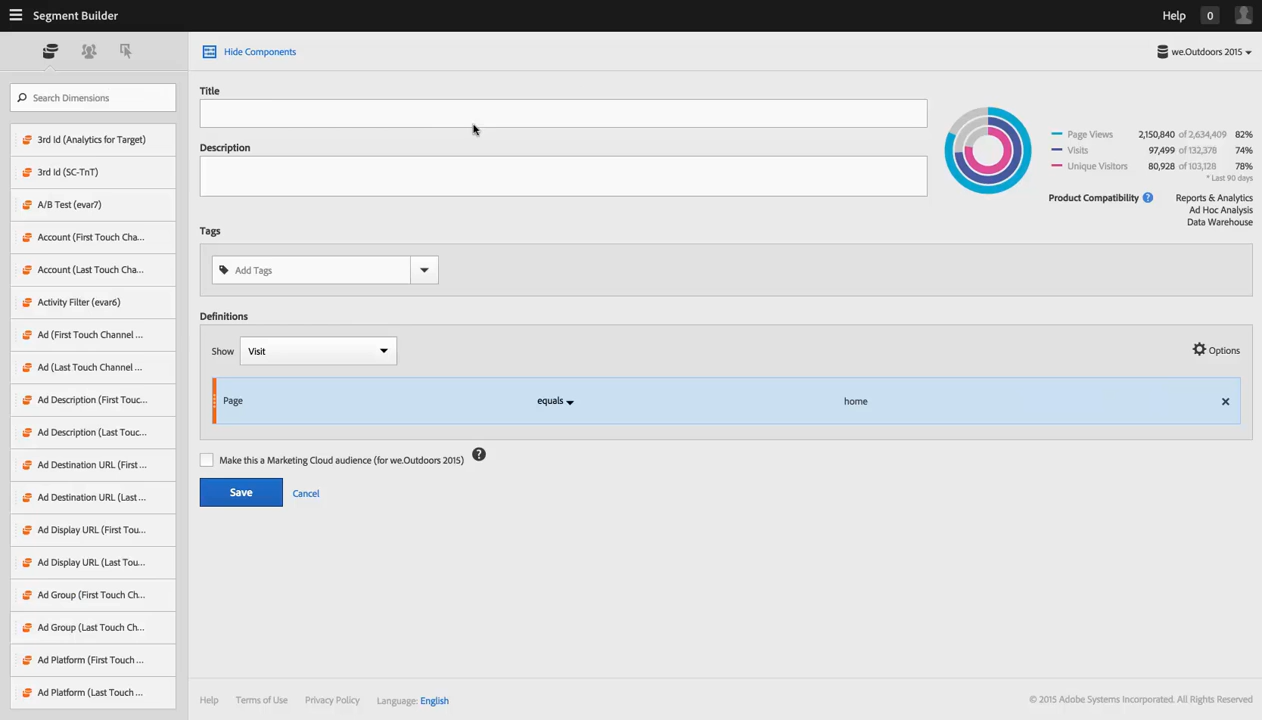 Segment Builder
Help
0
Search Dimensions
3rd Id (Analytics for Target)
3rd Id (SC-TnT)
A/B Test (evar7)
Account (First Touch Cha...
Account (Last Touch Cha...
Activity Filter (evar6)
Ad (First Touch Channel ...
Ad (Last Touch Channel ...
Ad Description (First Touc...
Ad Description (Last Touc...
Ad Destination URL (First ...
Ad Destination URL (Last ...
Ad Display URL (First Tou...
Ad Display URL (Last Tou...
Ad Group (First Touch Ch...
Ad Group (Last Touch Ch...
Ad Platform (First Touch ...
Ad Platform (Last Touch ...
Hide Components
we.Outdoors 2015
Title
Description
Page Views 2,150,840 of 2,634,409 82%
Visits 97,499 of 132,378 74%
Unique Visitors 80,928 of 103,128 78%
* Last 90 days
Product Compatibility ? Reports & Analytics
Ad Hoc Analysis
Data Warehouse
Tags
Add Tags
Definitions
Show Visit
Options
Page equals home
Make this a Marketing Cloud audience (for we.Outdoors 2015) ?
Save Cancel
Help Terms of Use Privacy Policy Language: English
© 2015 Adobe Systems Incorporated. All Rights Reserved